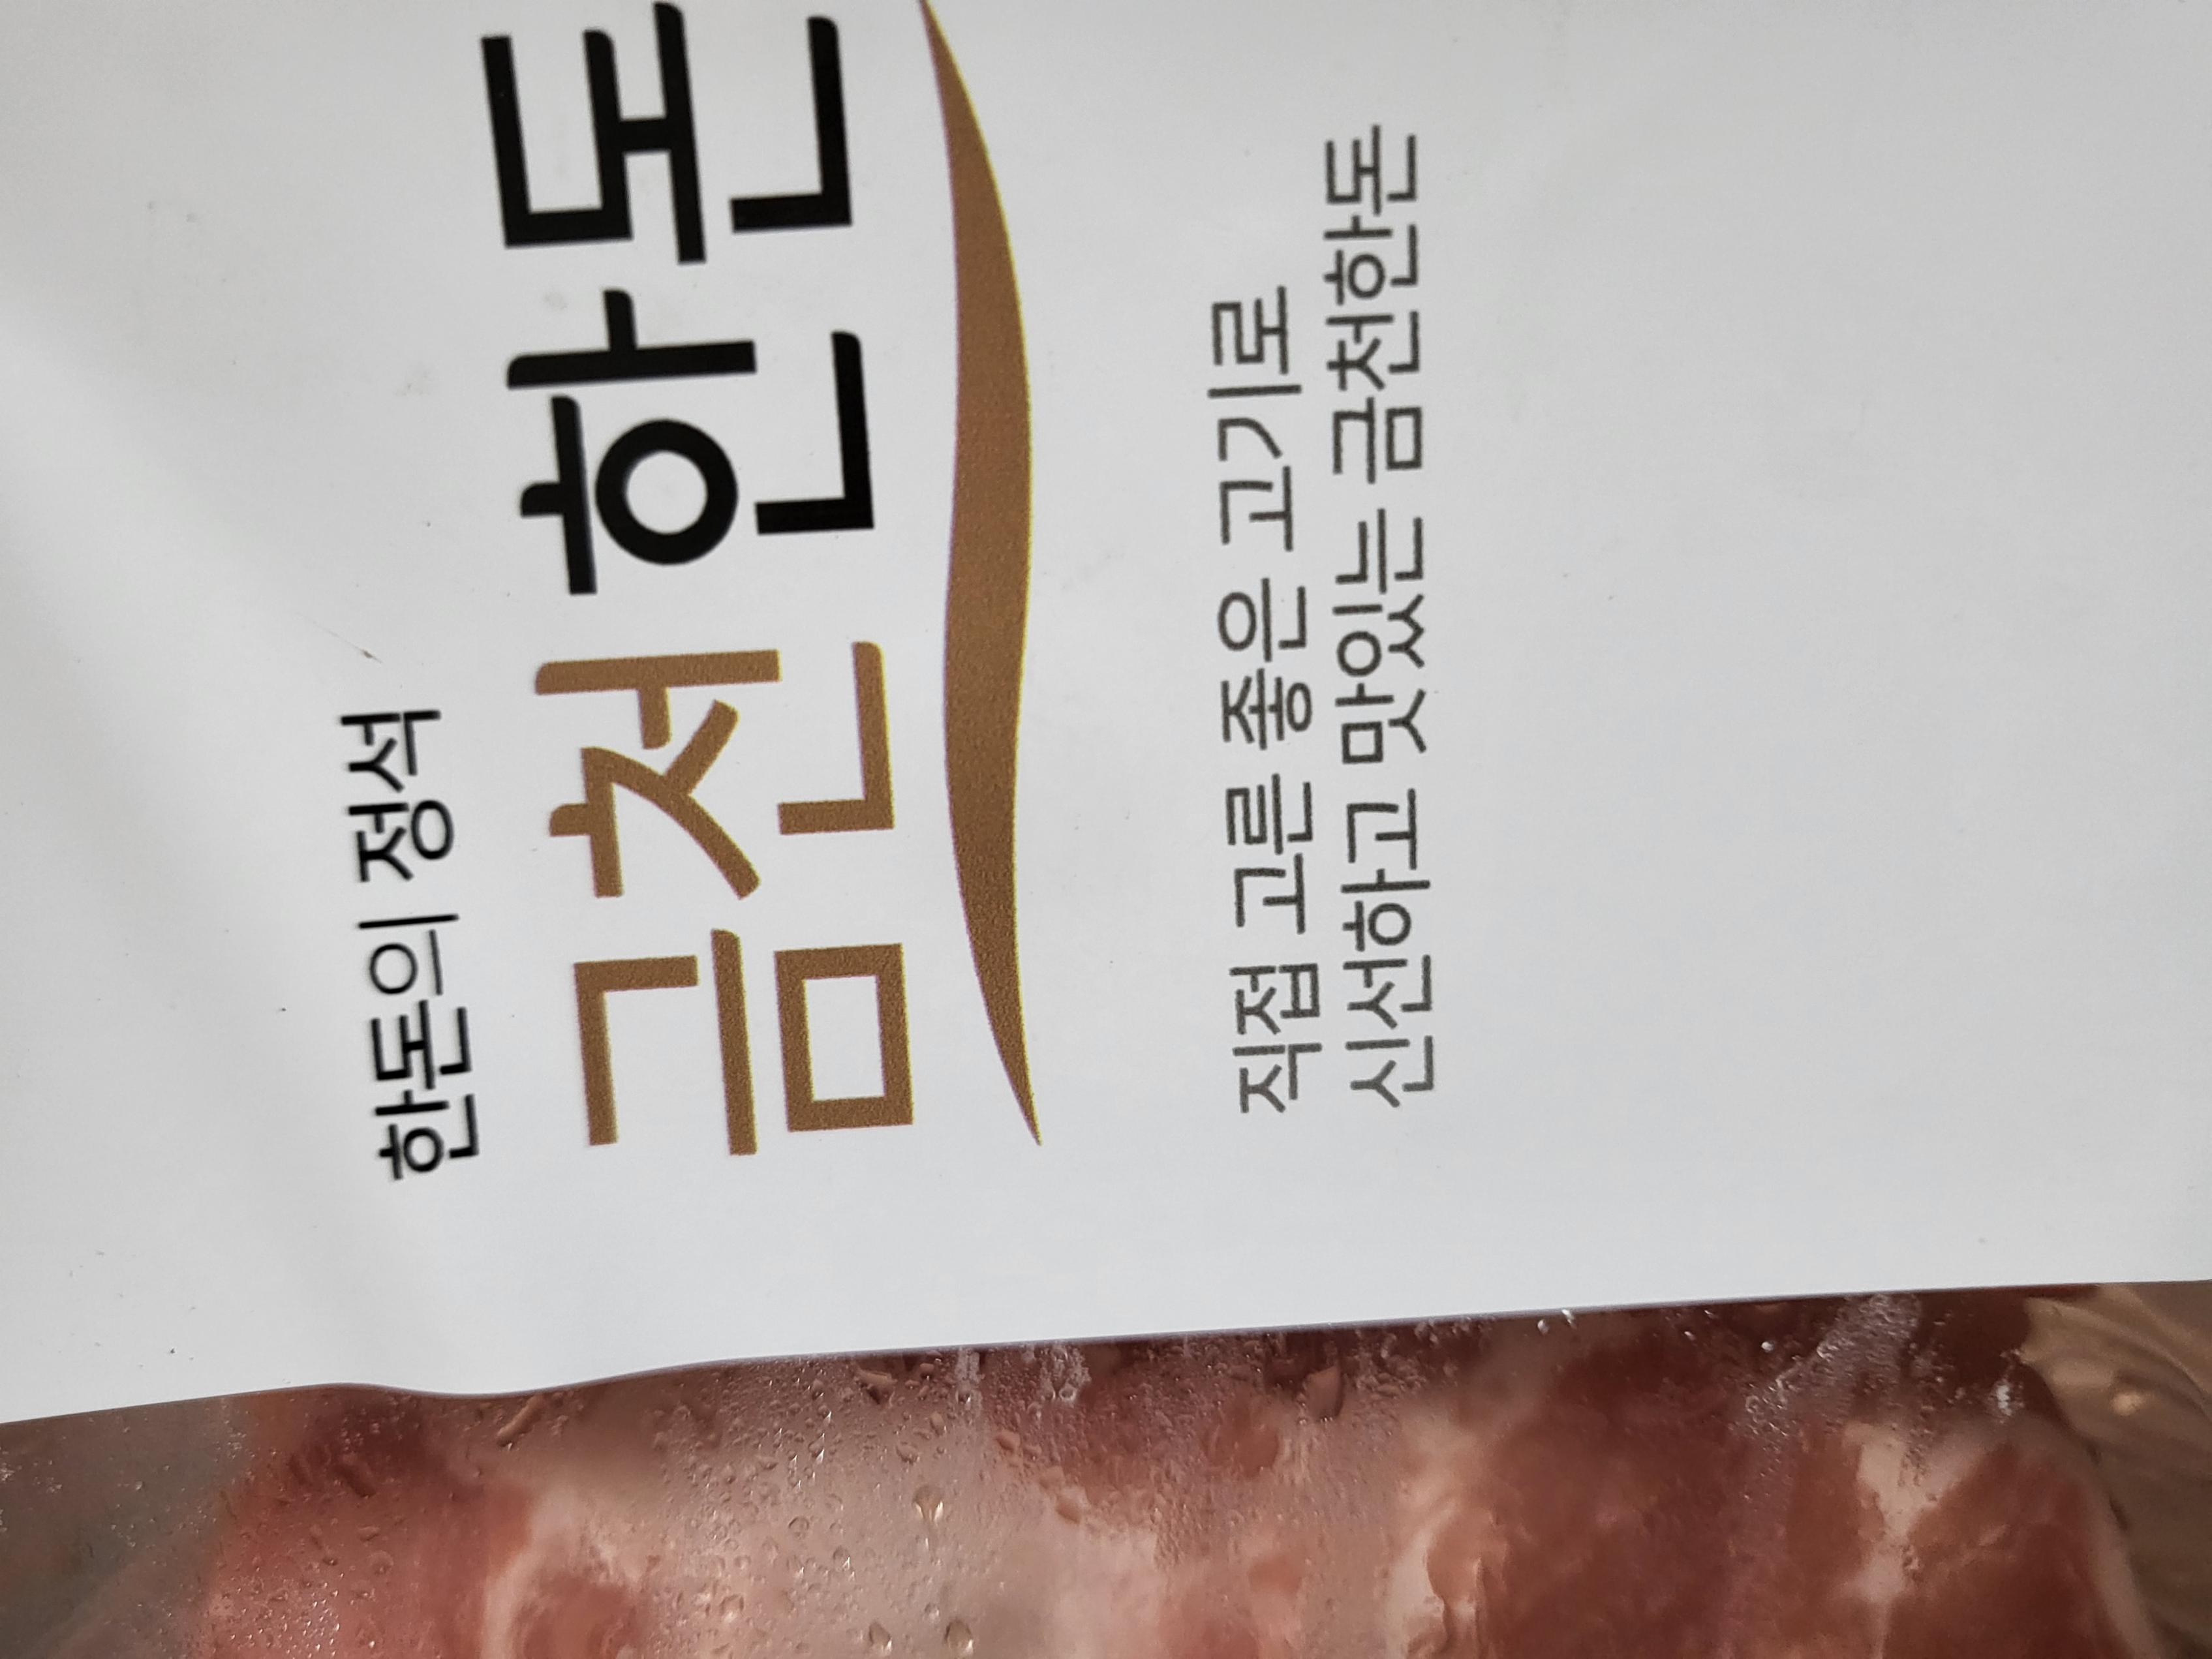 한돈의 정석
금천한돈
직접 고른 좋은 고기로
신선하고 맛있는 금천한돈